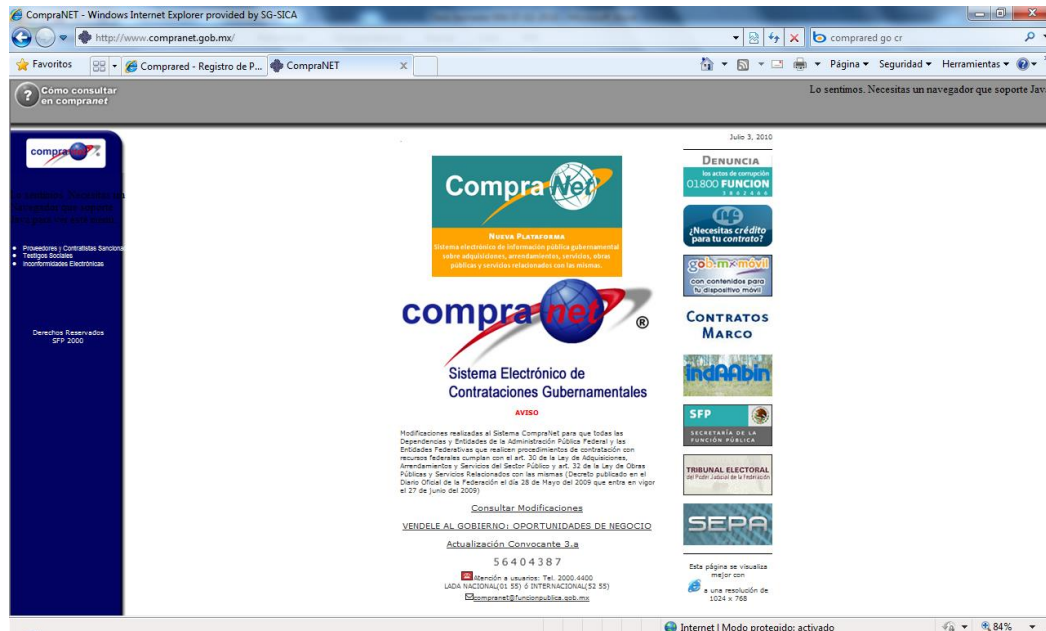 CompraNET - Windows Internet Explorer provided by SG-SICA
http://www.compranet.gob.mx/
comprared go cr
Favoritos
Comprared - Registro de P...
CompraNET
Página
Seguridad
Herramientas
Cómo consultar
en compranet
Lo sentimos. Necesitas un navegador que soporte Jav
compranet
Proveedores y Contratistas Sanciona
Testigos Sociales
Inconformidades Electrónicas
Derechos Reservados
SFP 2000
CompraNet
NUEVA PLATAFORMA
Sistema electrónico de información pública gubernamental
sobre adquisiciones, arrendamientos, servicios, obras
públicas y servicios relacionados con las mismas.
compranet ®
Sistema Electrónico de
Contrataciones Gubernamentales
AVISO
Modificaciones realizadas al Sistema CompraNet para que todas las
Dependencias y Entidades de la Administración Pública Federal y las
Entidades Federativas que realicen procedimientos de contratación con
recursos federales cumplan con el art. 30 de la Ley de Adquisiciones,
Arrendamientos y Servicios del Sector Público y art. 32 de la Ley de Obras
Públicas y Servicios Relacionados con las mismas (Decreto publicado en el
Diario Oficial de la Federación el día 28 de Mayo del 2009 que entra en vigor
el 27 de junio del 2009)
Consultar Modificaciones
VENDELE AL GOBIERNO; OPORTUNIDADES DE NEGOCIO
Actualización Convocante 3.a
56404387
Atención a usuarios: Tel. 2000.4400
LADA NACIONAL(01 55) ó INTERNACIONAL(52 55)
compranet@funcionpublica.gob.mx
Julio 3, 2010
DENUNCIA
los actos de corrupción
01800 FUNCION
3 8 6 2 4 6 6
¿Necesitas crédito
para tu contrato?
gob.mx móvil
con contenidos para
tu dispositivo móvil
CONTRATOS
MARCO
indAAbin
SFP
SECRETARÍA DE LA
FUNCIÓN PÚBLICA
TRIBUNAL ELECTORAL
del Poder Judicial de la Federación
SEPA
Esta página se visualiza
mejor con
a una resolución de
1024 x 768
Internet | Modo protegido: activado
84%